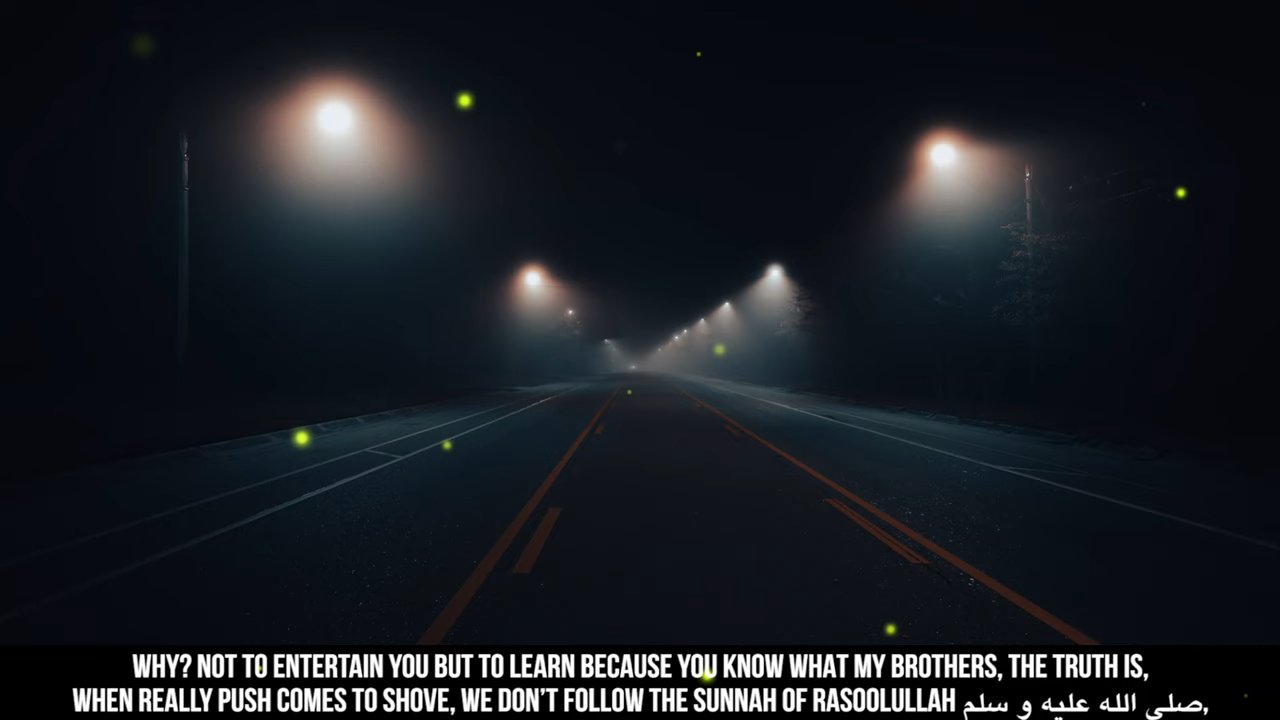 WHY? NOT TO ENTERTAIN YOU BUT TO LEARN BECAUSE YOU KNOW WHAT MY BROTHERS, THE TRUTH IS,
WHEN REALLY PUSH COMES TO SHOVE, WE DON'T FOLLOW THE SUNNAH OF RASOOLULLAH صلى الله عليه و سلم,